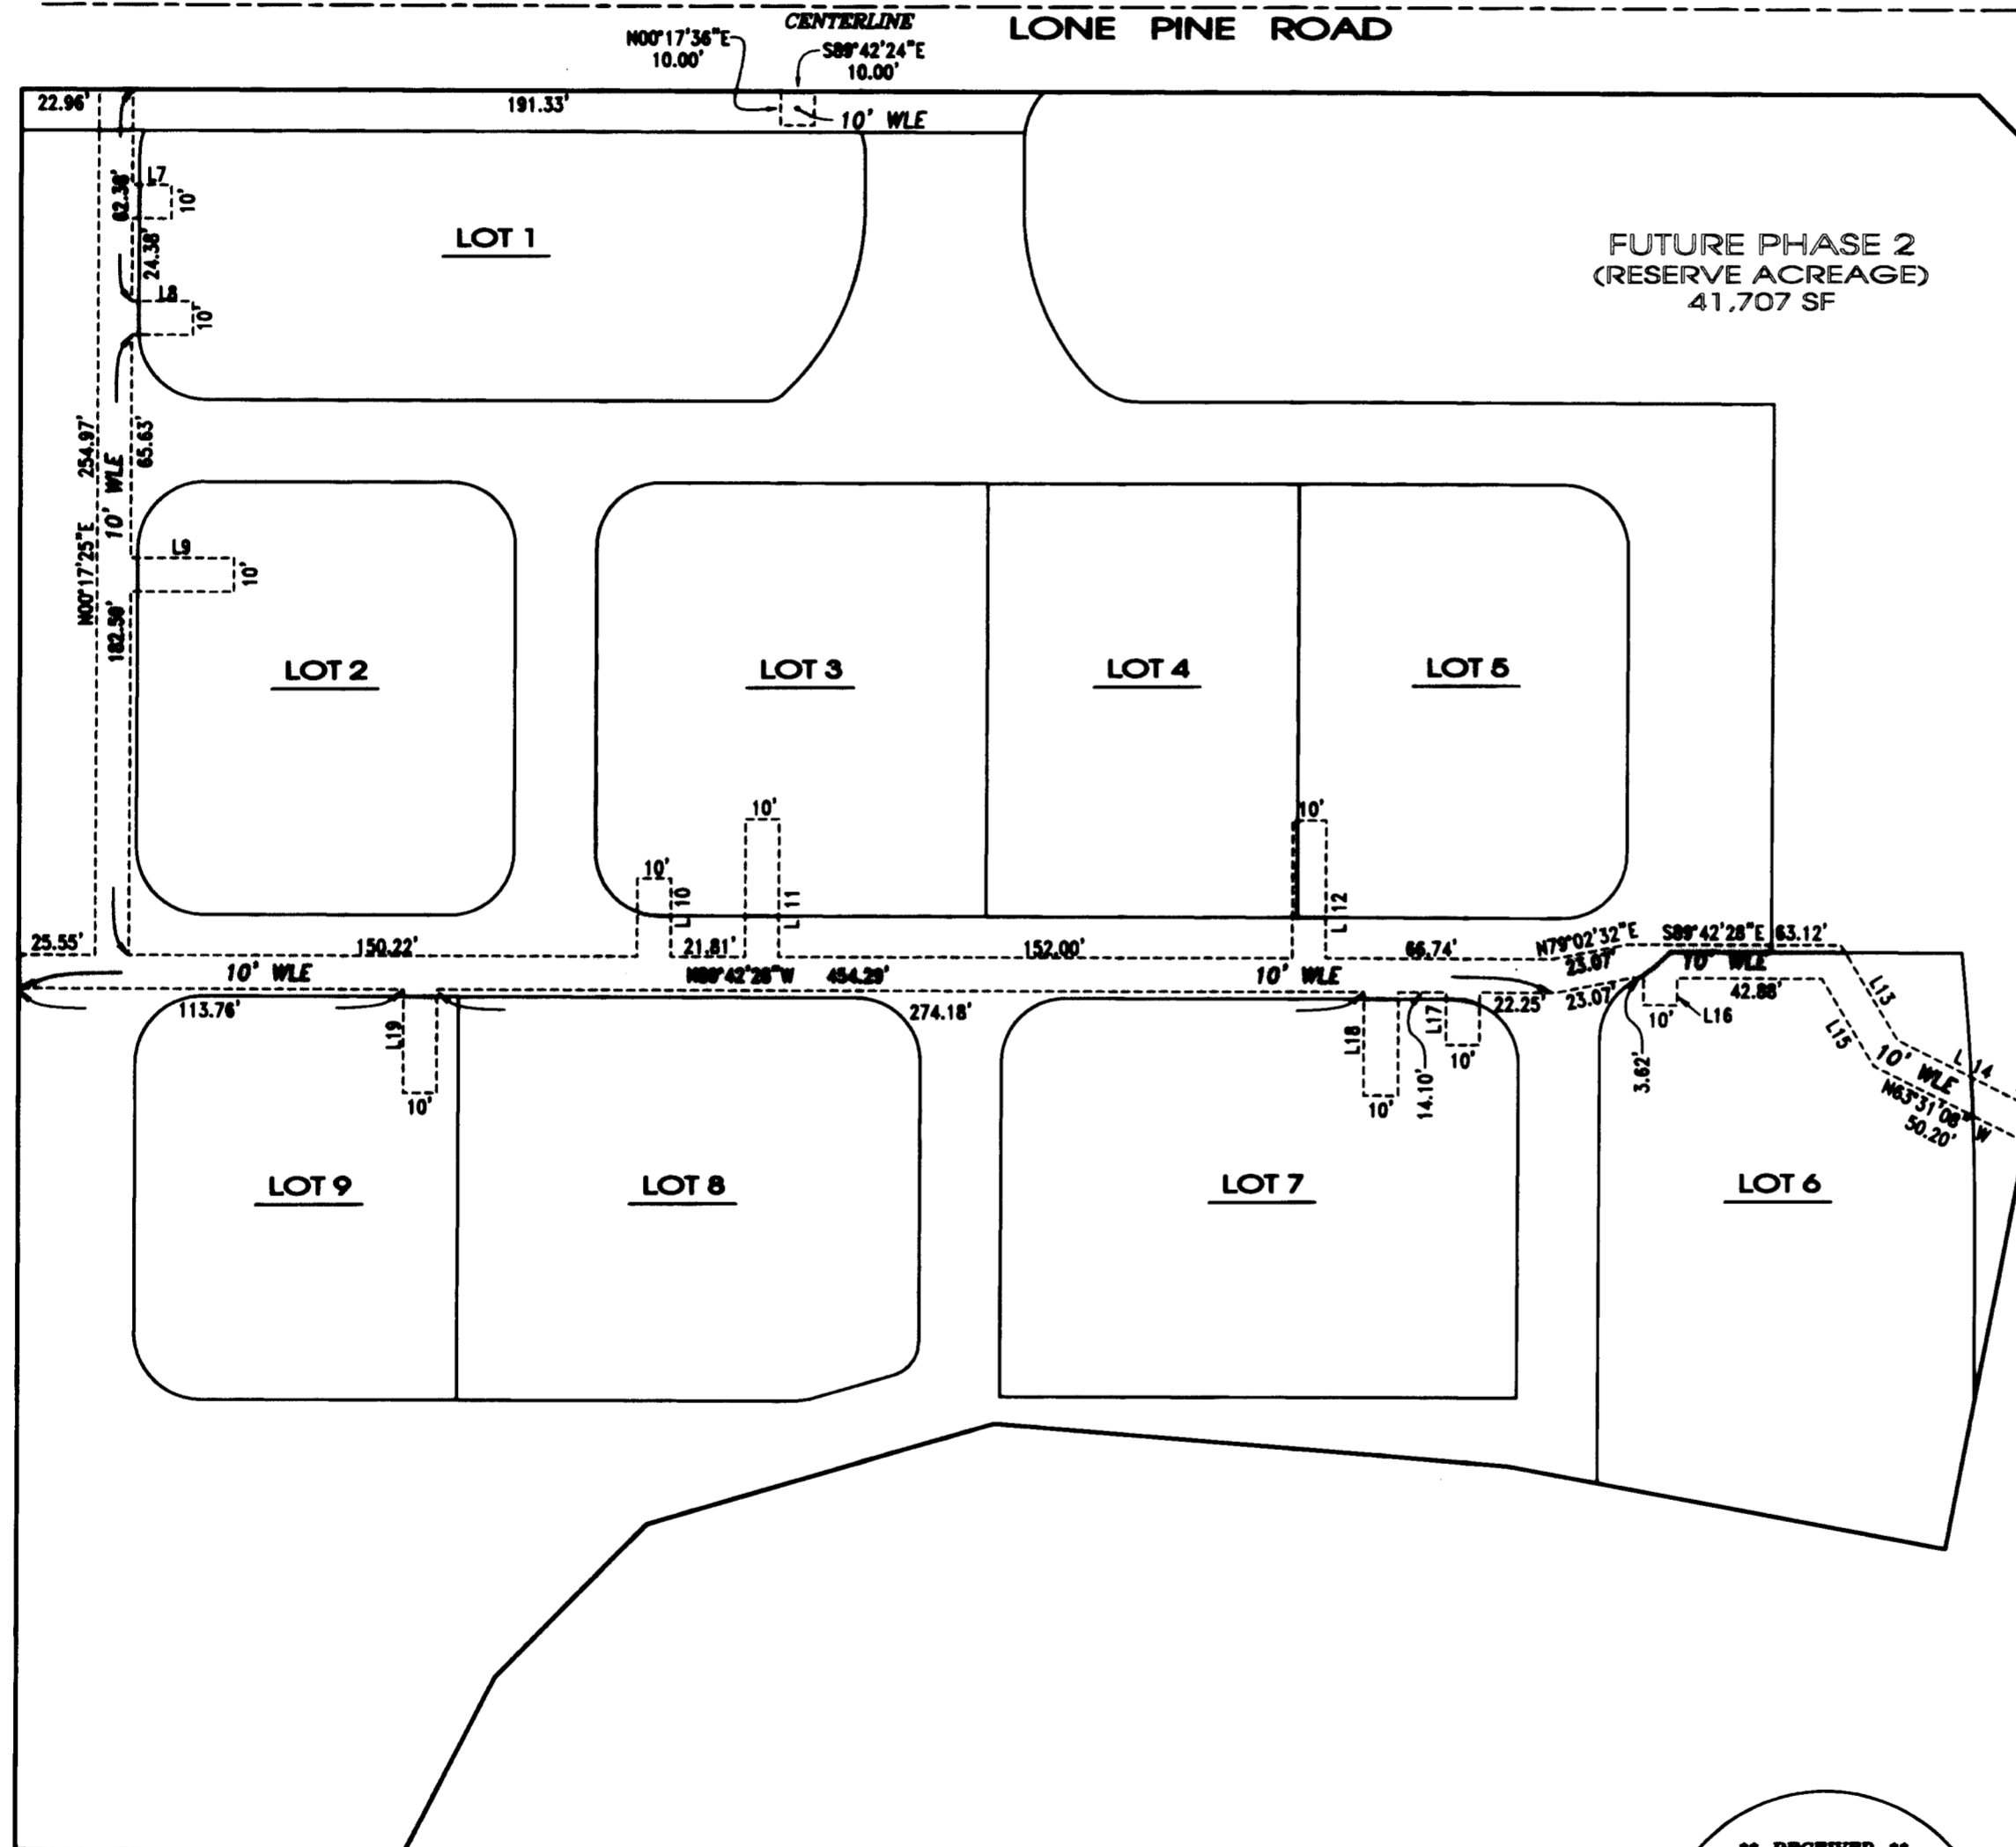 CENTERLINE
LONE PINE ROAD
N00°17'36"E
10.00'
S89°42'24"E
10.00'
22.96'
191.33'
10' WLE
L7
10'
62.38'
24.38'
L8
10'
LOT 1
FUTURE PHASE 2
(RESERVE ACREAGE)
41,707 SF
N00°17'25"E 254.97'
10' WLE
65.63'
L9
10'
182.50'
LOT 2
LOT 3
LOT 4
LOT 5
10'
10'
10'
L10
L11
L12
25.55'
150.22'
21.81'
152.00'
66.74'
N79°02'32"E
23.07'
S89°42'28"E 63.12'
10' WLE
N89°42'28"W 454.29'
10' WLE
10' WLE
113.76'
L19
10'
274.18'
L18
10'
14.10'
L17
10'
22.25'
23.07'
3.62'
10'
L16
42.88'
L13
L15
L14
10' WLE
N63°31'08"W
50.20'
LOT 9
LOT 8
LOT 7
LOT 6